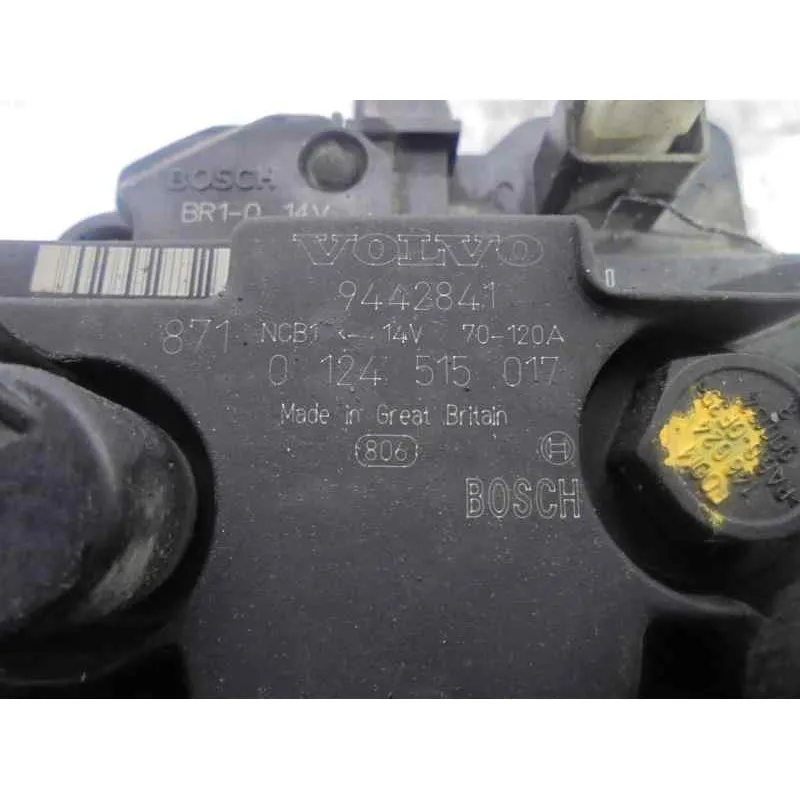 BOSCH
BR1-0 14V
VOLVO
9442841
871 NCB1 <- 14V 70-120A
0 124 515 017
Made in Great Britain
806
BOSCH